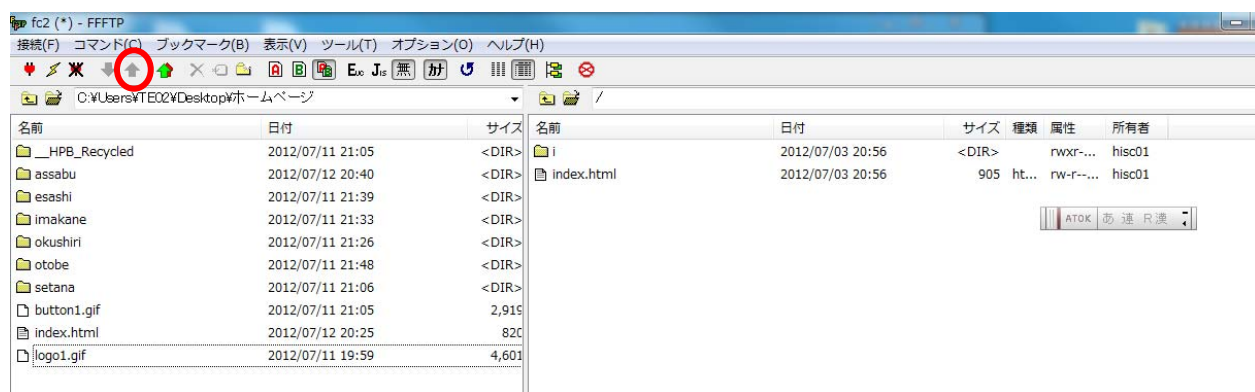 fc2 (*) - FFFTP
接続(F) コマンド(C) ブックマーク(B) 表示(V) ツール(T) オプション(O) ヘルプ(H)
A B Euc Jis 無 カナ
C:¥Users¥TE02¥Desktop¥ホームページ /
名前 日付 サイズ 名前 日付 サイズ 種類 属性 所有者
__HPB_Recycled 2012/07/11 21:05 <DIR> i 2012/07/03 20:56 <DIR> rwxr-... hisc01
assabu 2012/07/12 20:40 <DIR> index.html 2012/07/03 20:56 905 ht... rw-r--... hisc01
esashi 2012/07/11 21:39 <DIR>
imakane 2012/07/11 21:33 <DIR>
ATOK あ 連 R漢
okushiri 2012/07/11 21:26 <DIR>
otobe 2012/07/11 21:48 <DIR>
setana 2012/07/11 21:06 <DIR>
button1.gif 2012/07/11 21:05 2,919
index.html 2012/07/12 20:25 820
logo1.gif 2012/07/11 19:59 4,601